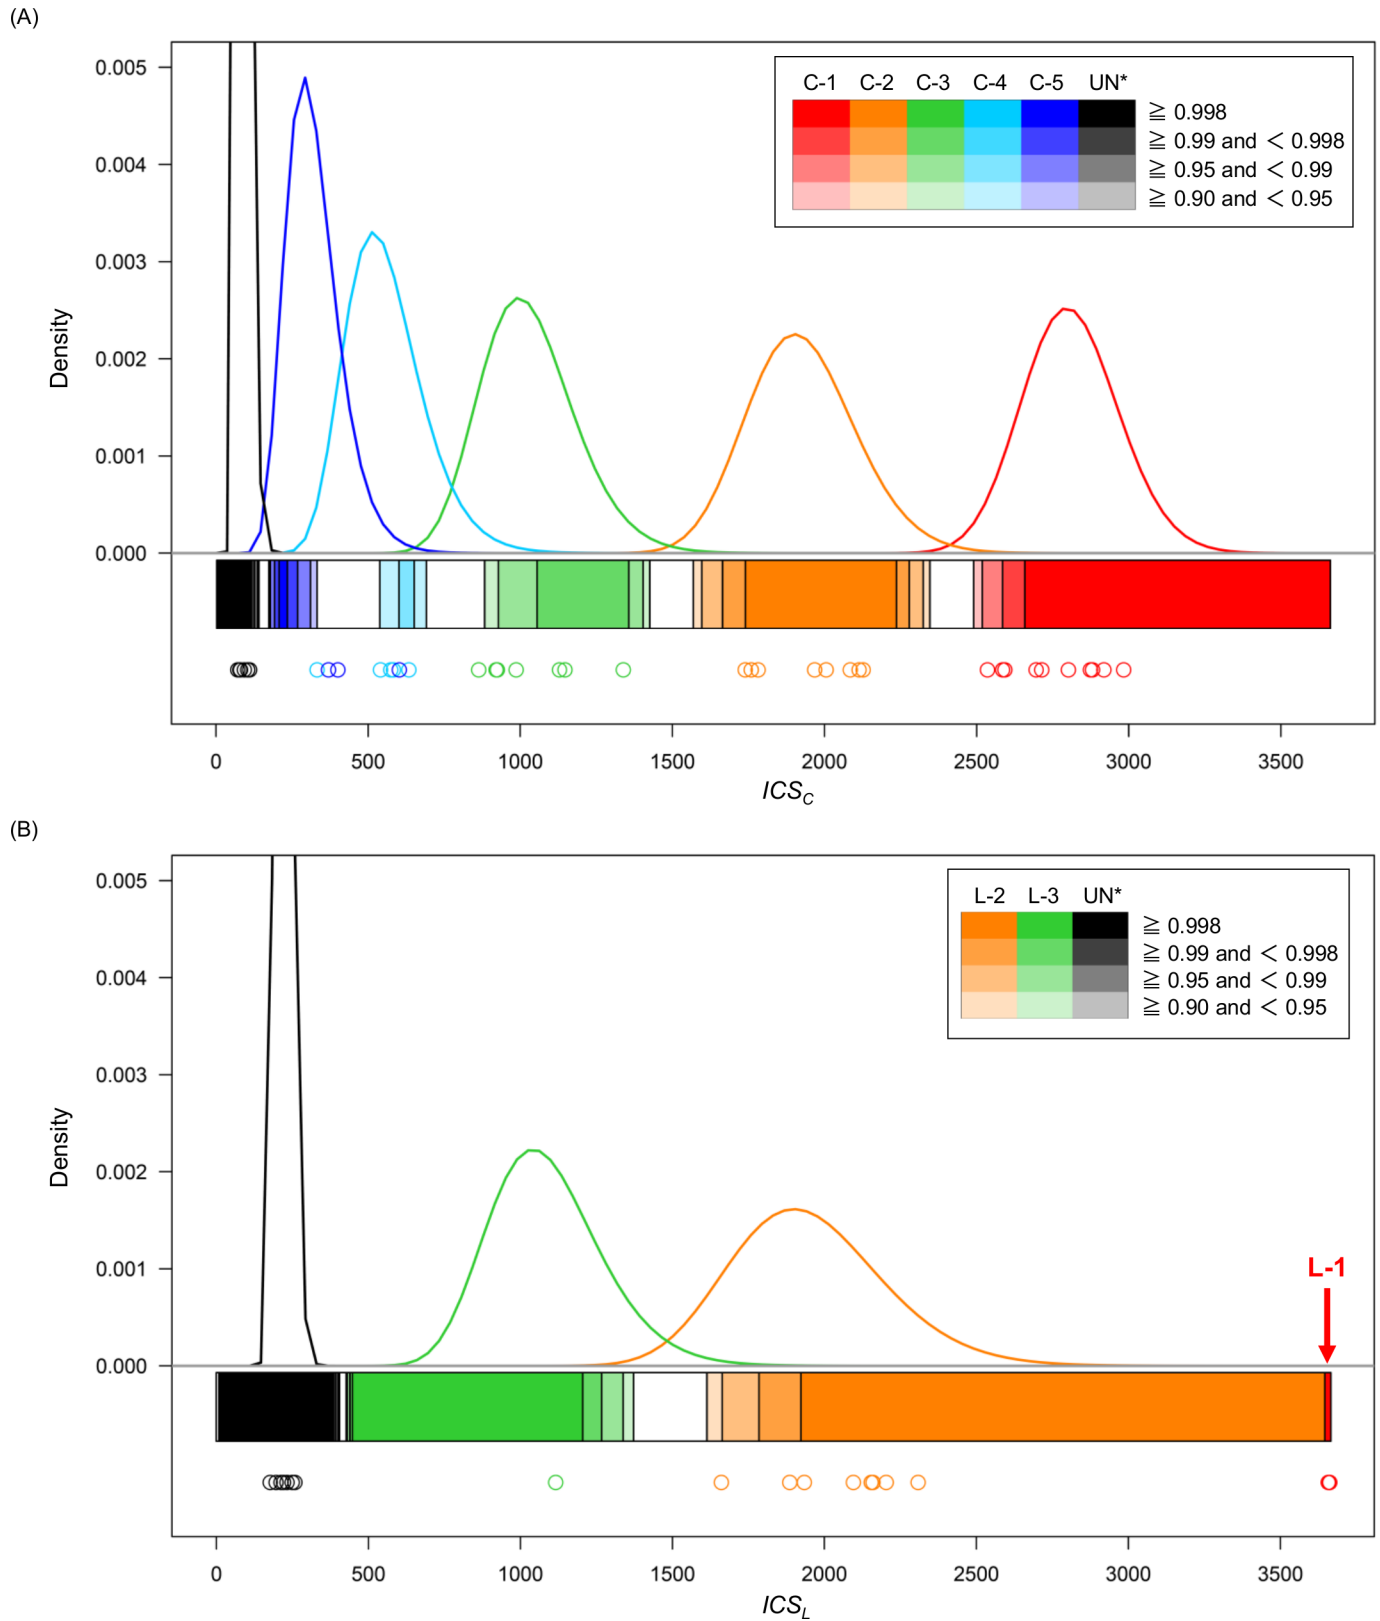 (A)
C-1 C-2 C-3 C-4 C-5 UN*
≧ 0.998
≧ 0.99 and < 0.998
≧ 0.95 and < 0.99
≧ 0.90 and < 0.95
0.005
0.004
0.003
0.002
0.001
0.000
Density
0 500 1000 1500 2000 2500 3000 3500
ICS_C
(B)
L-2 L-3 UN*
≧ 0.998
≧ 0.99 and < 0.998
≧ 0.95 and < 0.99
≧ 0.90 and < 0.95
0.005
0.004
0.003
0.002
0.001
0.000
Density
L-1
0 500 1000 1500 2000 2500 3000 3500
ICS_L